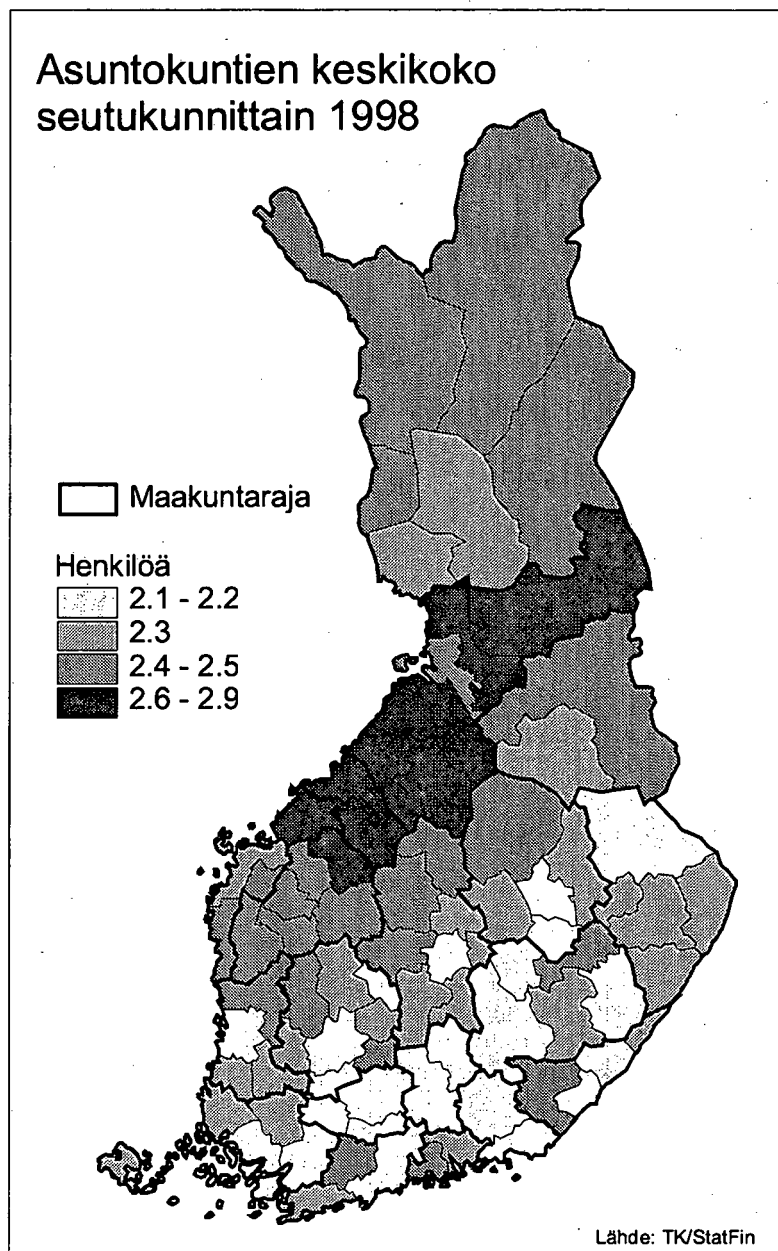 Asuntokuntien keskikoko
seutukunnittain 1998
Maakuntaraja
Henkilöä
2.1 - 2.2
2.3
2.4 - 2.5
2.6 - 2.9
Lähde: TK/StatFin